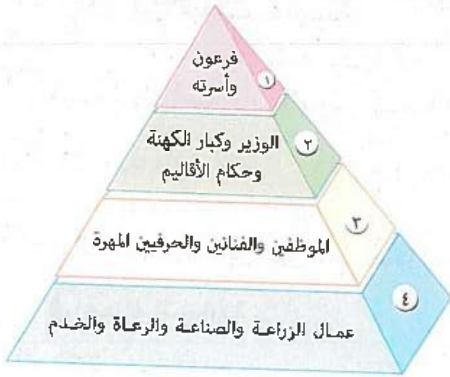 فرعون
وأسرته
١
الوزير وكبار الكهنة
وحكام الأقاليم
٢
الموظفين والفنانين والحرفيين المهرة
٣
عمال الزراعة والصناعة والرعاة والخدم
٤